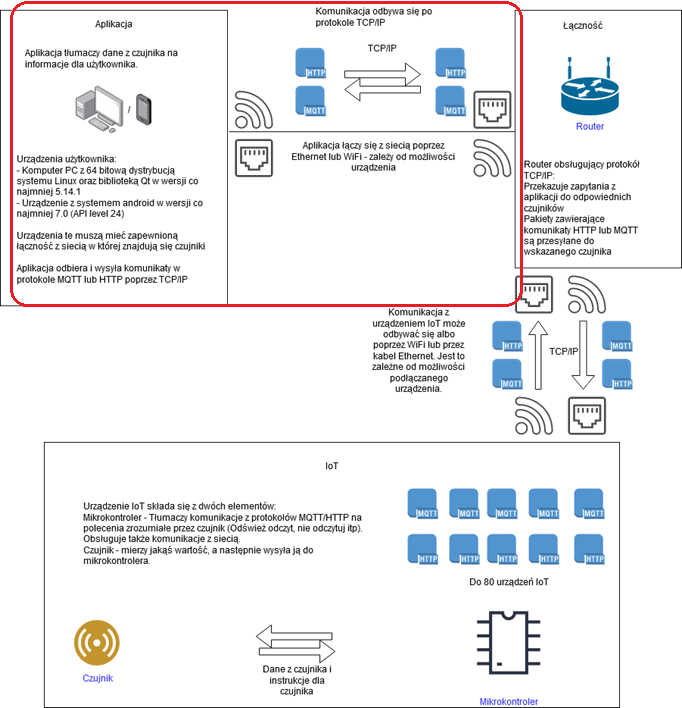 Aplikacja
Aplikacja tłumaczy dane z czujnika na
informacje dla użytkownika.
/
Urządzenia użytkownika:
- Komputer PC z 64 bitową dystrybucją
systemu Linux oraz biblioteką Qt w wersji co
najmniej 5.14.1
- Urządzenie z systemem android w wersji co
najmniej 7.0 (API level 24)
Urządzenia te muszą mieć zapewnioną
łączność z siecią w której znajdują się czujniki
Aplikacja odbiera i wysyła komunikaty w
protokole MQTT lub HTTP poprzez TCP/IP
Komunikacja odbywa się po
protokole TCP/IP
TCP/IP
HTTP
HTTP
MQTT
MQTT
Aplikacja łączy się z siecią poprzez
Ethernet lub WiFi - zależy od możliwości
urządzenia
Łączność
Router
Router obsługujący protokół
TCP/IP:
Przekazuje zapytania z
aplikacji do odpowiednich
czujników
Pakiety zawierające
komunikaty HTTP lub MQTT
są przesyłane do
wskazanego czujnika
Komunikacja z
urządzeniem IoT może
odbywać się albo
poprzez WiFi lub przez
kabel Ethernet. Jest to
zależne od możliwości
podłączanego
urządzenia.
HTTP
MQTT
TCP/IP
MQTT
HTTP
IoT
Urządzenie IoT składa się z dwóch elementów:
Mikrokontroler - Tłumaczy komunikacje z protokołów MQTT/HTTP na
polecenia zrozumiałe przez czujnik (Odśwież odczyt, nie odczytuj itp).
Obsługuje także komunikacje z siecią.
Czujnik - mierzy jakąś wartość, a następnie wysyła ją do
mikrokontrolera.
MQTT MQTT MQTT MQTT MQTT
HTTP HTTP HTTP HTTP HTTP
Do 80 urządzeń IoT
Czujnik
Dane z czujnika i
instrukcje dla
czujnika
Mikrokontroler